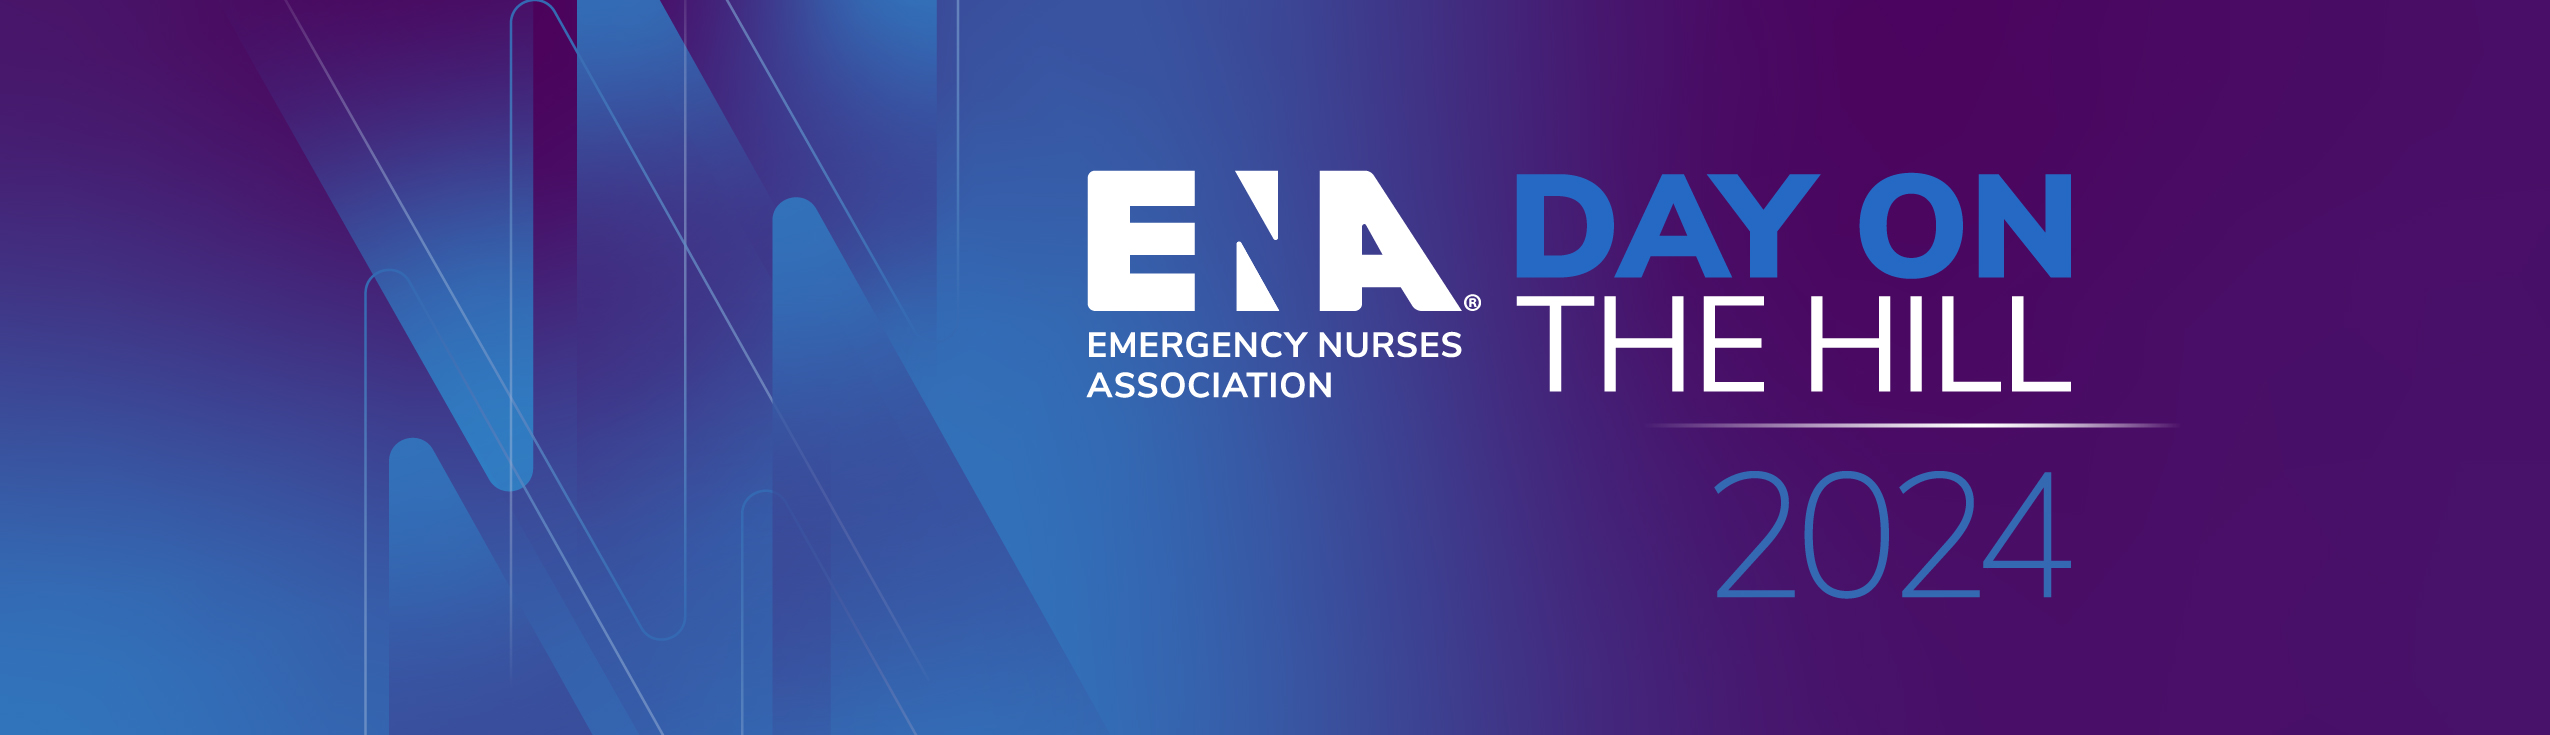 ENA®
EMERGENCY NURSES
ASSOCIATION
DAY ON
THE HILL
2024